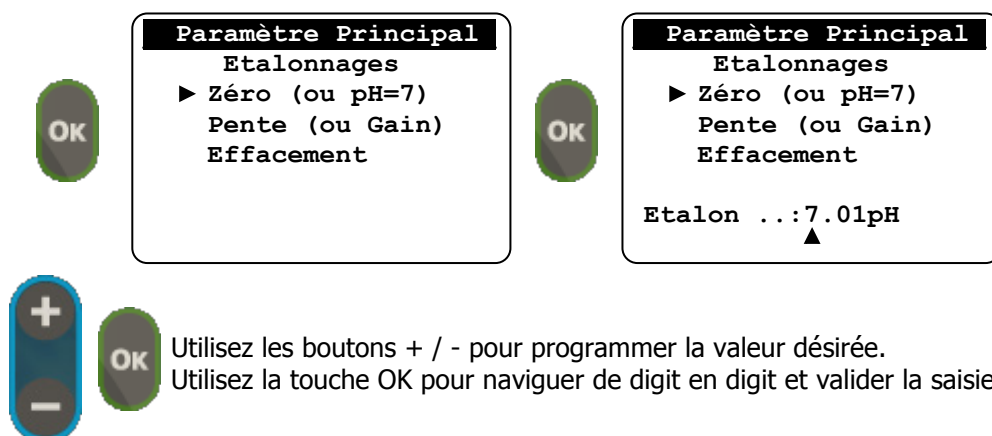 Paramètre Principal
Etalonnages
► Zéro (ou pH=7)
Pente (ou Gain)
Effacement
OK
Paramètre Principal
Etalonnages
► Zéro (ou pH=7)
Pente (ou Gain)
Effacement
Etalon ..:7.01pH
▲
OK
+
-
OK
Utilisez les boutons + / - pour programmer la valeur désirée.
Utilisez la touche OK pour naviguer de digit en digit et valider la saisie